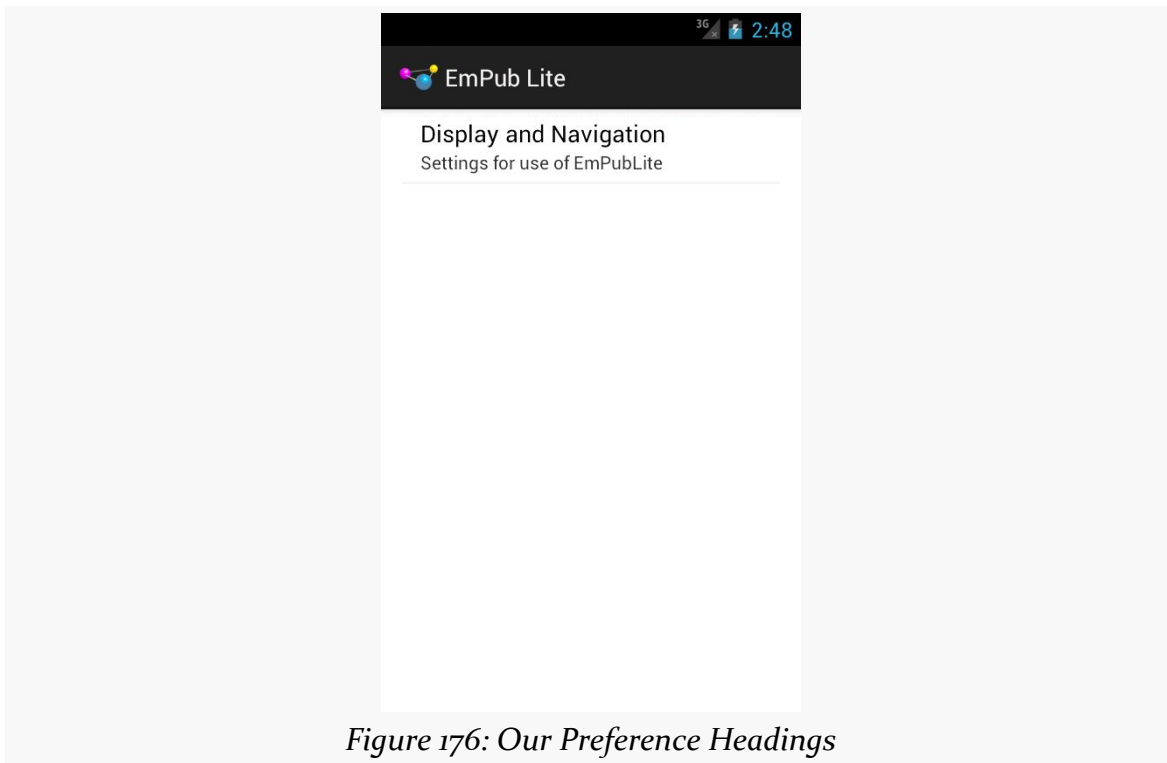 3G
2:48
EmPub Lite
Display and Navigation
Settings for use of EmPubLite
Figure 176: Our Preference Headings